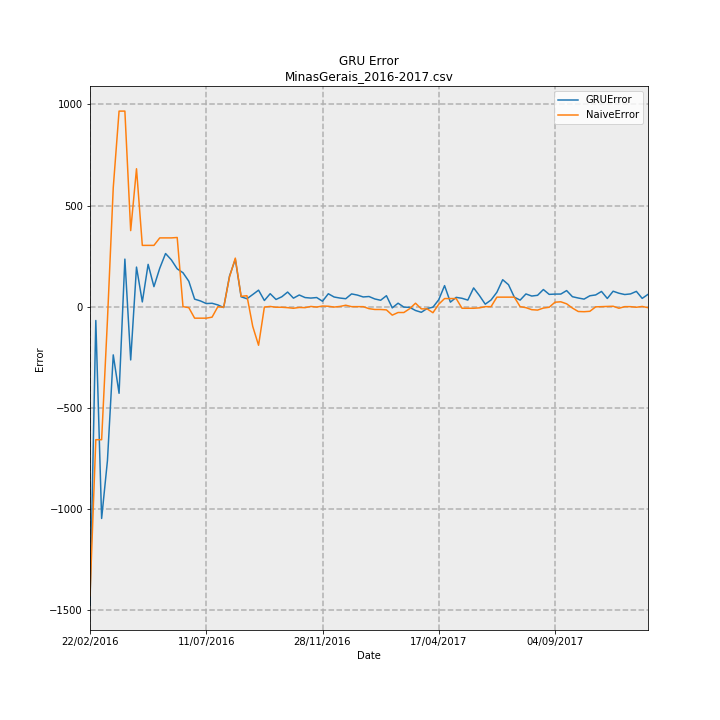 GRU Error
MinasGerais_2016-2017.csv
GRUError
NaiveError
1000
500
0
−500
−1000
−1500
Error
22/02/2016
11/07/2016
28/11/2016
17/04/2017
04/09/2017
Date